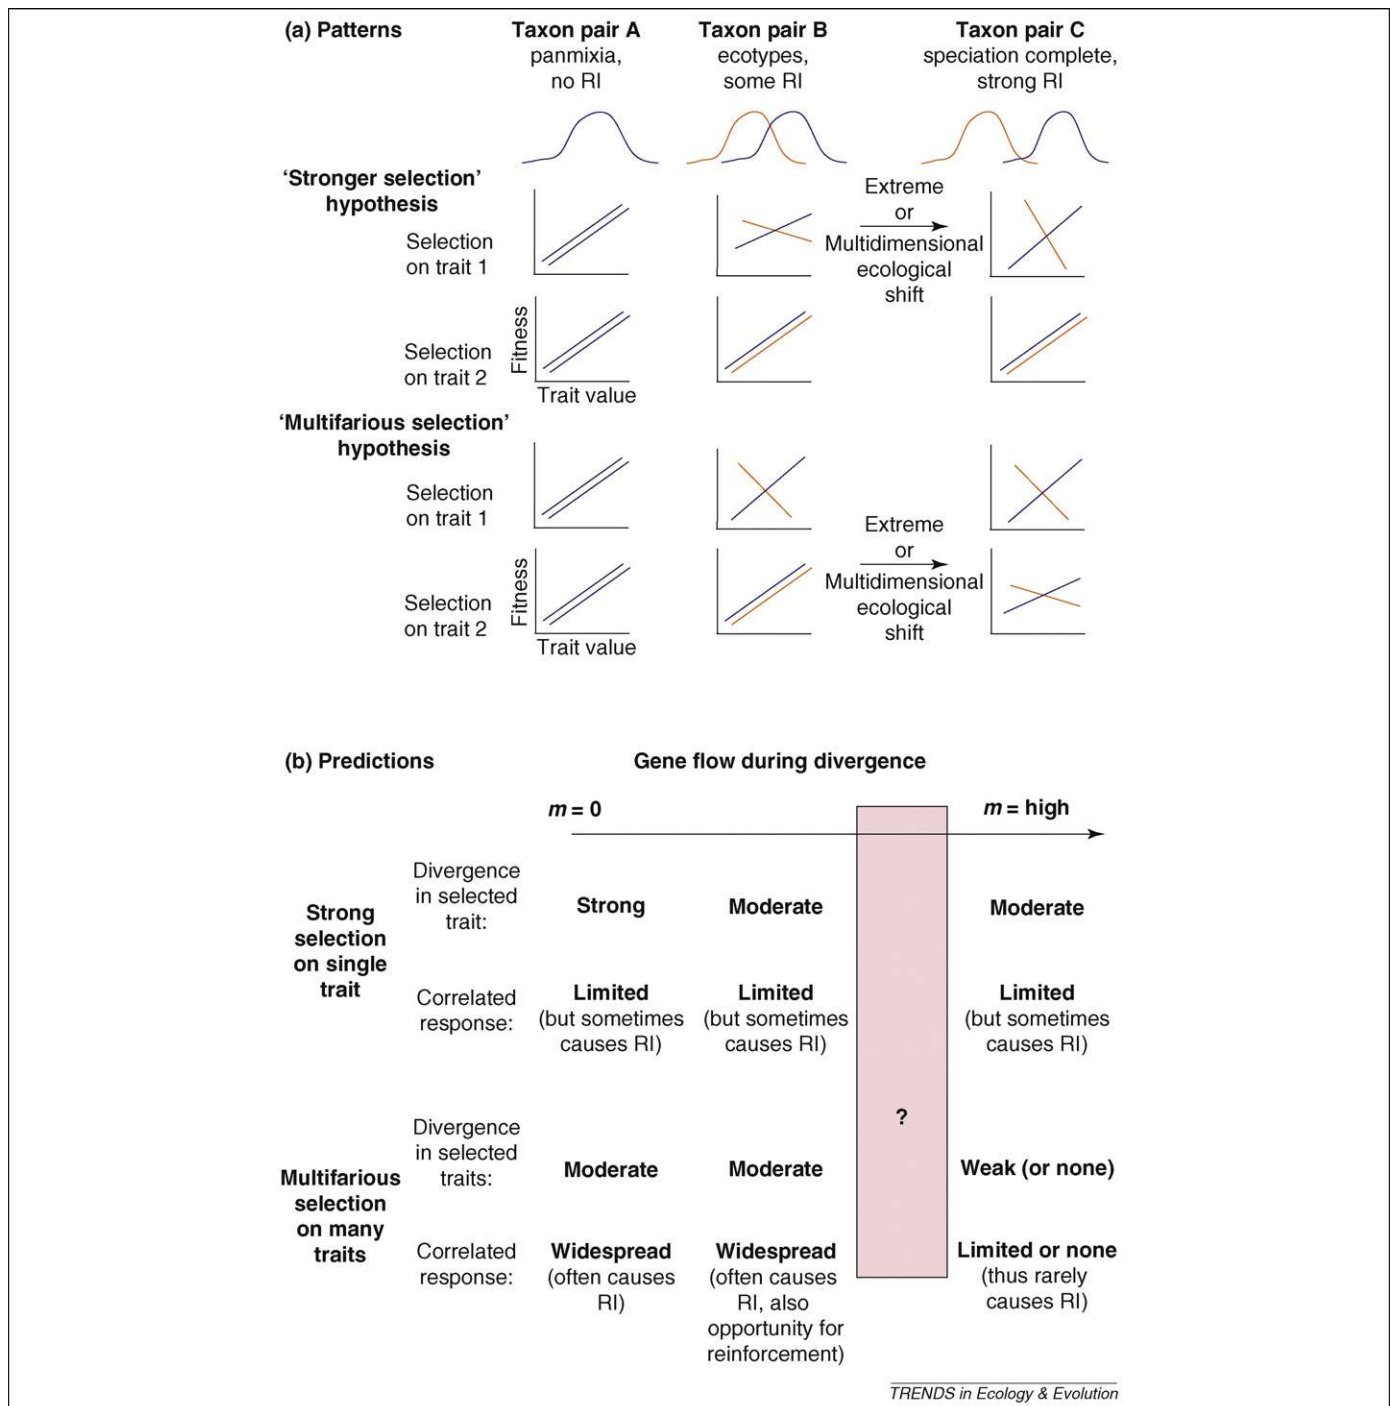 (a) Patterns
Taxon pair A
panmixia,
no RI
Taxon pair B
ecotypes,
some RI
Taxon pair C
speciation complete,
strong RI
‘Stronger selection’
hypothesis
Selection
on trait 1
Extreme
or
Multidimensional
ecological
shift
Selection
on trait 2
Fitness
Trait value
‘Multifarious selection’
hypothesis
Selection
on trait 1
Extreme
or
Multidimensional
ecological
shift
Selection
on trait 2
Fitness
Trait value
(b) Predictions
Gene flow during divergence
m = 0
m = high
Strong
selection
on single
trait
Divergence
in selected
trait:
Strong
Moderate
Moderate
Correlated
response:
Limited
(but sometimes
causes RI)
Limited
(but sometimes
causes RI)
Limited
(but sometimes
causes RI)
?
Multifarious
selection
on many
traits
Divergence
in selected
traits:
Moderate
Moderate
Weak (or none)
Correlated
response:
Widespread
(often causes
RI)
Widespread
(often causes
RI, also
opportunity for
reinforcement)
Limited or none
(thus rarely
causes RI)
TRENDS in Ecology & Evolution